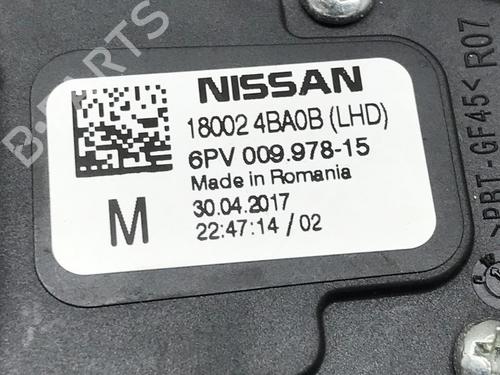 NISSAN
18002 4BA0B (LHD)
6PV 009.978-15
Made in Romania
30.04.2017
22:47:14 / 02
M
>PBT-GF45< R07
B-PARTS